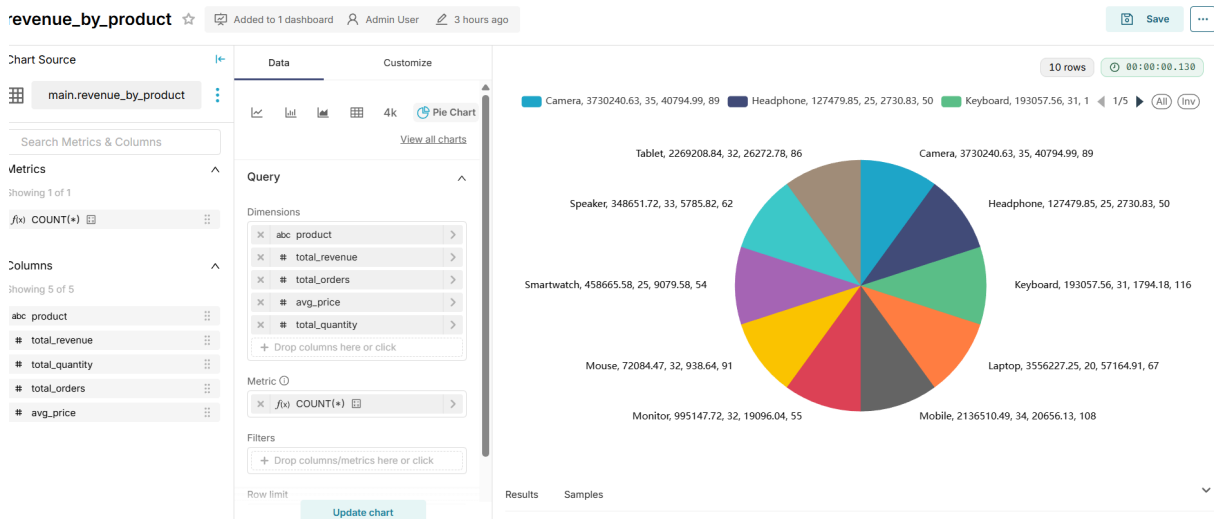 revenue_by_product Added to 1 dashboard Admin User 3 hours ago Save ...
Chart Source
main.revenue_by_product
Search Metrics & Columns
Metrics
Showing 1 of 1
f(x) COUNT(*)
Columns
Showing 5 of 5
abc product
# total_revenue
# total_quantity
# total_orders
# avg_price
Data Customize
4k Pie Chart
View all charts
Query
Dimensions
abc product
# total_revenue
# total_orders
# avg_price
# total_quantity
+ Drop columns here or click
Metric
f(x) COUNT(*)
Filters
+ Drop columns/metrics here or click
Row limit
Update chart
10 rows 00:00:00.130
Camera, 3730240.63, 35, 40794.99, 89 Headphone, 127479.85, 25, 2730.83, 50 Keyboard, 193057.56, 31, 1 1/5 All Inv
Tablet, 2269208.84, 32, 26272.78, 86
Camera, 3730240.63, 35, 40794.99, 89
Speaker, 348651.72, 33, 5785.82, 62
Headphone, 127479.85, 25, 2730.83, 50
Smartwatch, 458665.58, 25, 9079.58, 54
Keyboard, 193057.56, 31, 1794.18, 116
Mouse, 72084.47, 32, 938.64, 91
Laptop, 3556227.25, 20, 57164.91, 67
Monitor, 995147.72, 32, 19096.04, 55
Mobile, 2136510.49, 34, 20656.13, 108
Results Samples